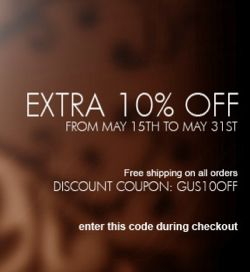 EXTRA 10% OFF
FROM MAY 15TH TO MAY 31ST
Free shipping on all orders
DISCOUNT COUPON: GUS10OFF
enter this code during checkout